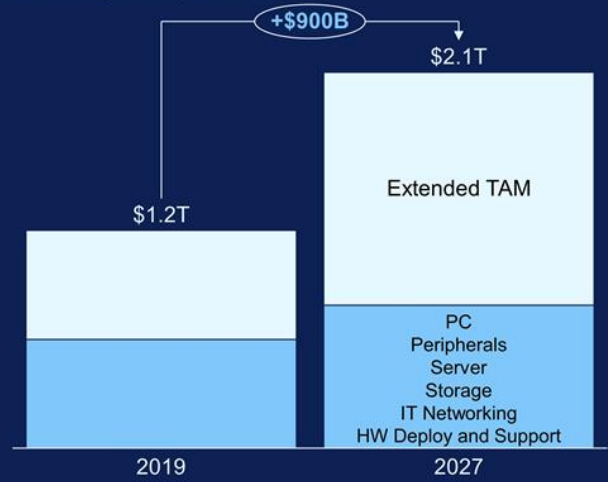 +$900B
$2.1T
Extended TAM
$1.2T
PC
Peripherals
Server
Storage
IT Networking
HW Deploy and Support
2019
2027